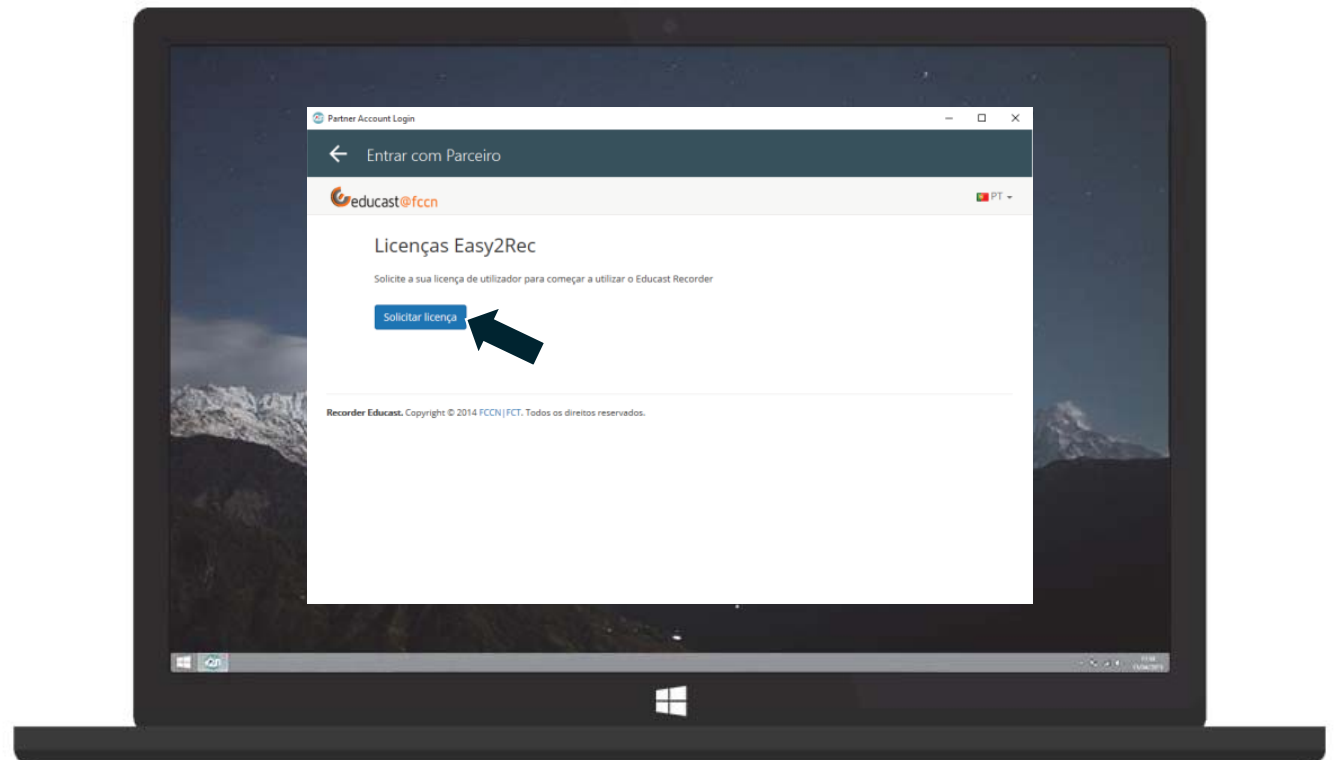 Partner Account Login
Entrar com Parceiro
educast@fccn
PT
Licenças Easy2Rec
Solicite a sua licença de utilizador para começar a utilizar o Educast Recorder
Solicitar licença
Recorder Educast. Copyright © 2014 FCCN|FCT. Todos os direitos reservados.